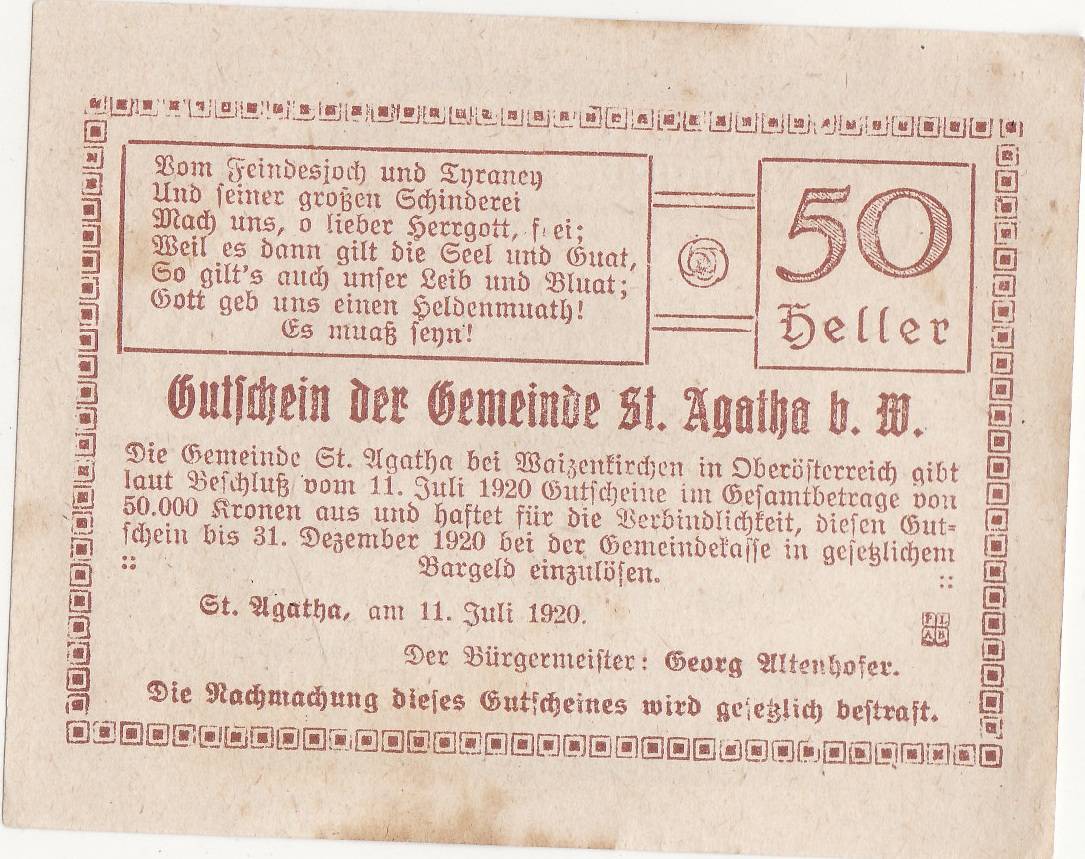 Vom Feindesjoch und Tyraney
Und seiner großen Schinderei
Mach uns, o lieber Herrgott, frei;
Weil es dann gilt die Seel und Guat,
So gilt's auch unser Leib und Bluat;
Gott geb uns einen Heldenmuath!
Es muaß seyn!
50
Heller
Gutschein der Gemeinde St. Agatha b. W.
Die Gemeinde St. Agatha bei Waizenkirchen in Oberösterreich gibt
laut Beschluß vom 11. Juli 1920 Gutscheine im Gesamtbetrage von
50.000 Kronen aus und haftet für die Verbindlichkeit, diesen Gut=
schein bis 31. Dezember 1920 bei der Gemeindekasse in gesetzlichem
:: Bargeld einzulösen. ::
St. Agatha, am 11. Juli 1920.
FL
AB
Der Bürgermeister: Georg Altenhofer.
Die Nachmachung dieses Gutscheines wird gesetzlich bestraft.